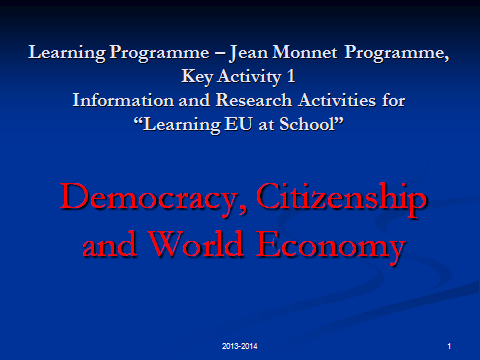 Learning Programme – Jean Monnet Programme,
Key Activity 1
Information and Research Activities for
“Learning EU at School”
Democracy, Citizenship
and World Economy
2013-2014
1